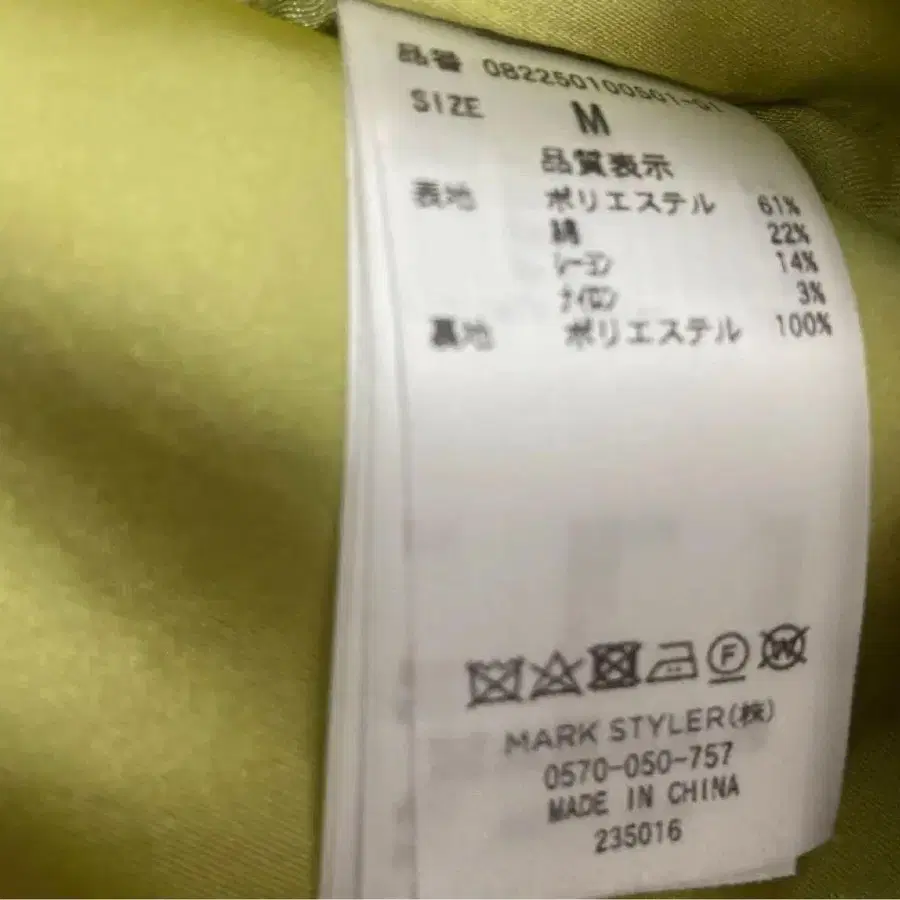 品番 082250100501-01
SIZE M
品質表示
表地 ポリエステル 61%
綿 22%
レーヨン 14%
ナイロン 3%
裏地 ポリエステル 100%
F W
MARK STYLER(株)
0570-050-757
MADE IN CHINA
235016